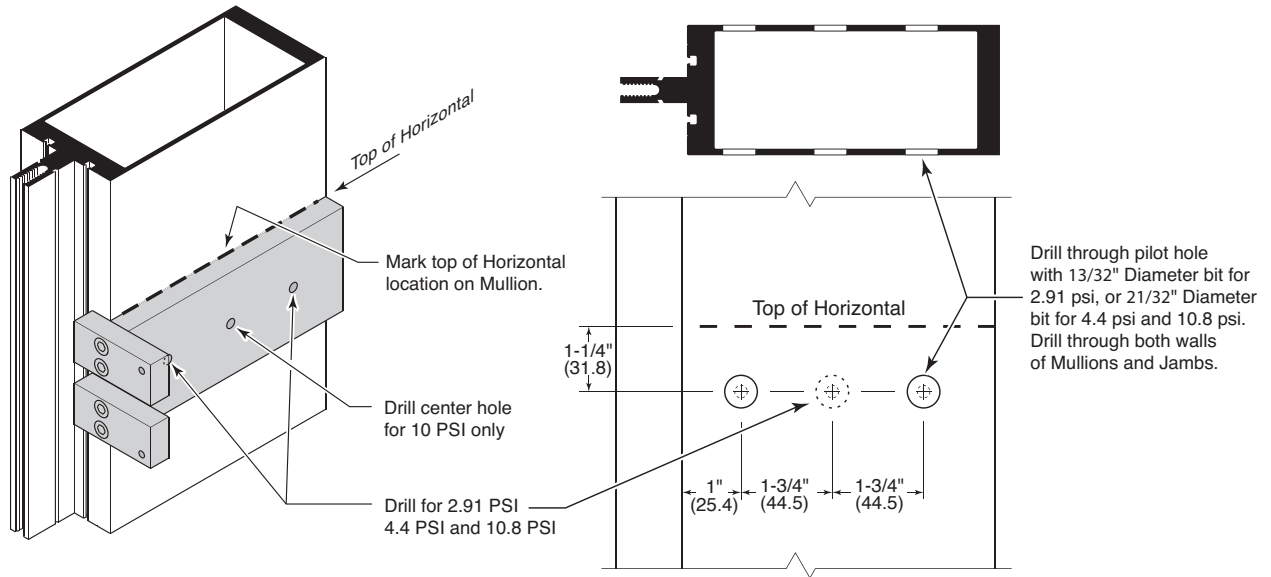 Top of Horizontal
Mark top of Horizontal
location on Mullion.
Drill center hole
for 10 PSI only
Drill for 2.91 PSI
4.4 PSI and 10.8 PSI
Drill through pilot hole
with 13/32" Diameter bit for
2.91 psi, or 21/32" Diameter
bit for 4.4 psi and 10.8 psi.
Drill through both walls
of Mullions and Jambs.
Top of Horizontal
1-1/4"
(31.8)
1"
(25.4)
1-3/4"
(44.5)
1-3/4"
(44.5)